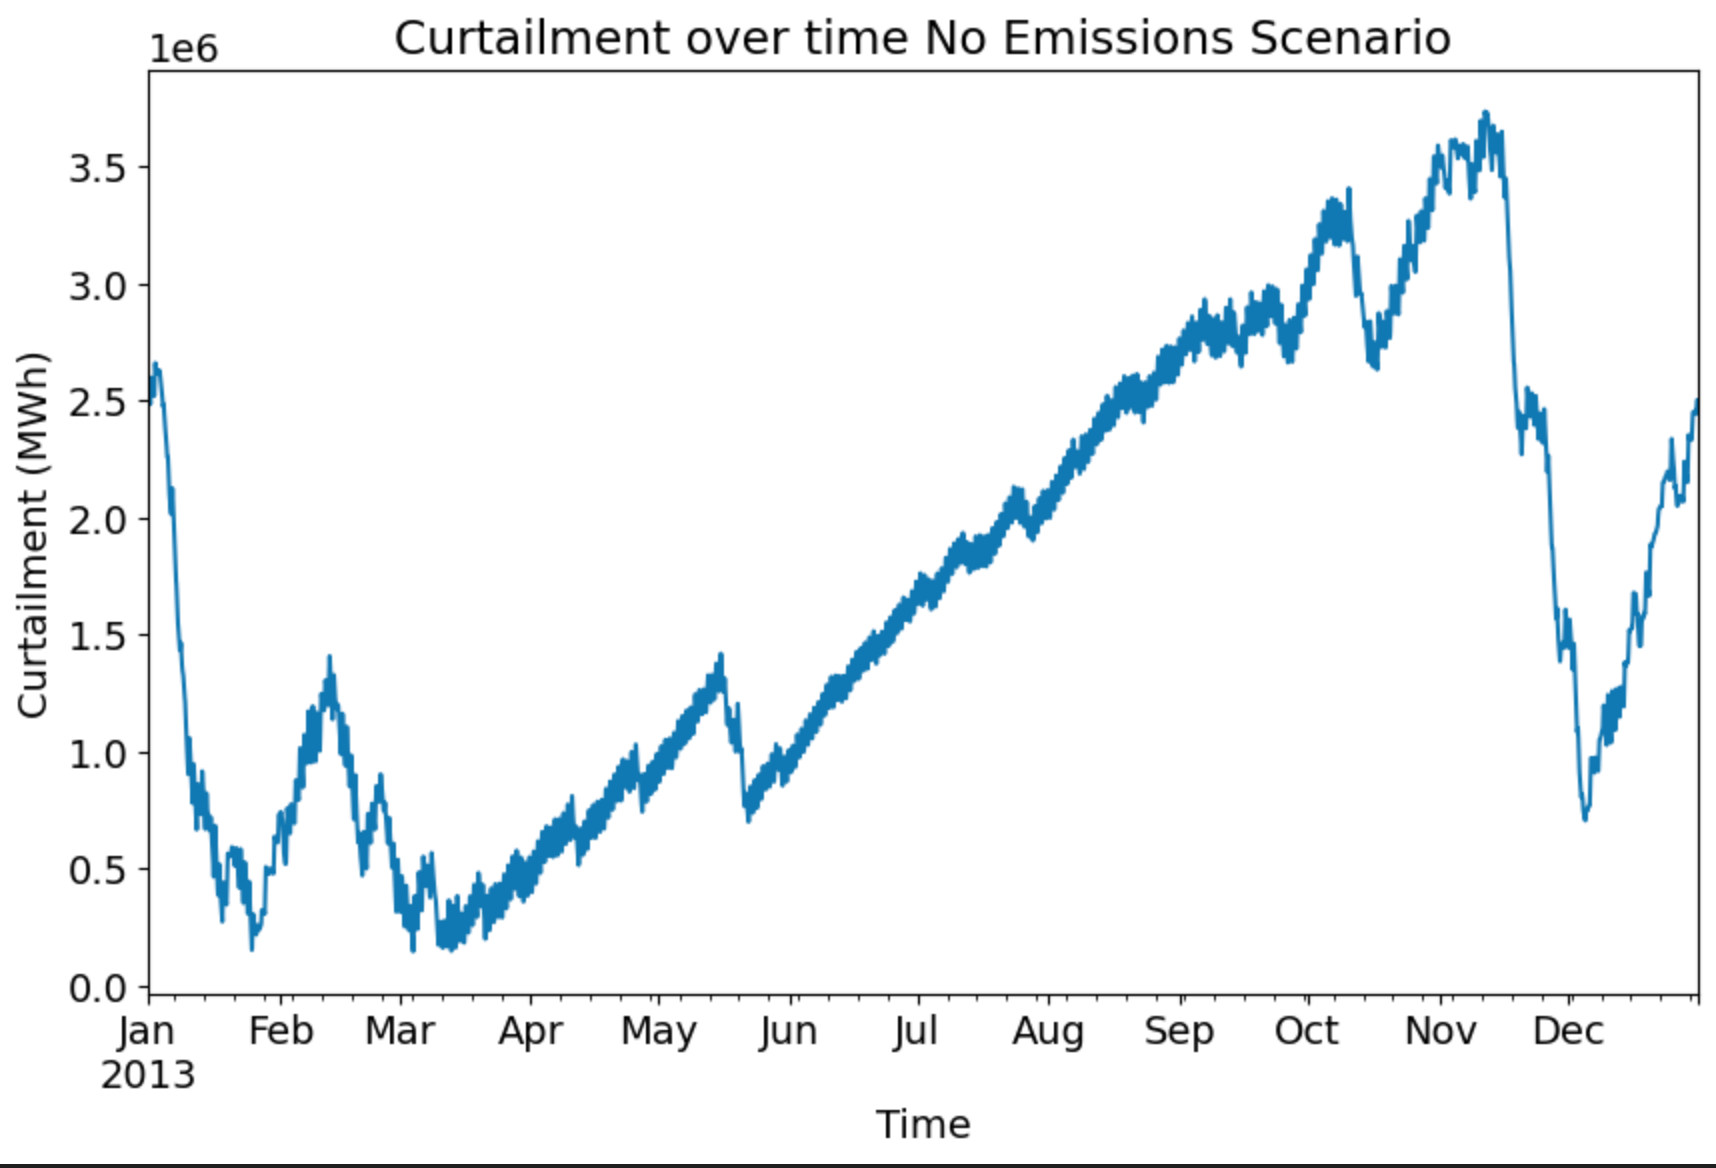 Curtailment over time No Emissions Scenario
1e6
3.5
3.0
2.5
2.0
1.5
1.0
0.5
0.0
Curtailment (MWh)
Jan Feb Mar Apr May Jun Jul Aug Sep Oct Nov Dec
2013
Time